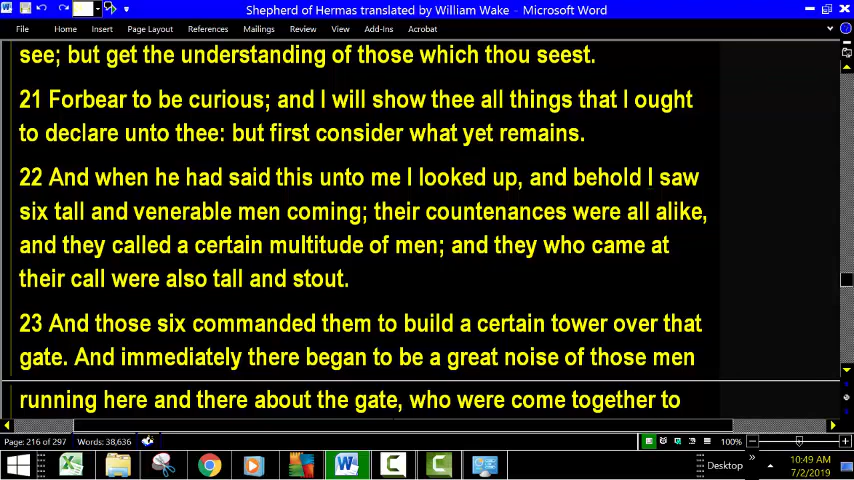 Shepherd of Hermas translated by William Wake - Microsoft Word
File Home Insert Page Layout References Mailings Review View Add-Ins Acrobat
see; but get the understanding of those which thou seest.
21 Forbear to be curious; and I will show thee all things that I ought
to declare unto thee: but first consider what yet remains.
22 And when he had said this unto me I looked up, and behold I saw
six tall and venerable men coming; their countenances were all alike,
and they called a certain multitude of men; and they who came at
their call were also tall and stout.
23 And those six commanded them to build a certain tower over that
gate. And immediately there began to be a great noise of those men
running here and there about the gate, who were come together to
Page: 216 of 297 Words: 38,636 100%
Desktop
10:49 AM
7/2/2019